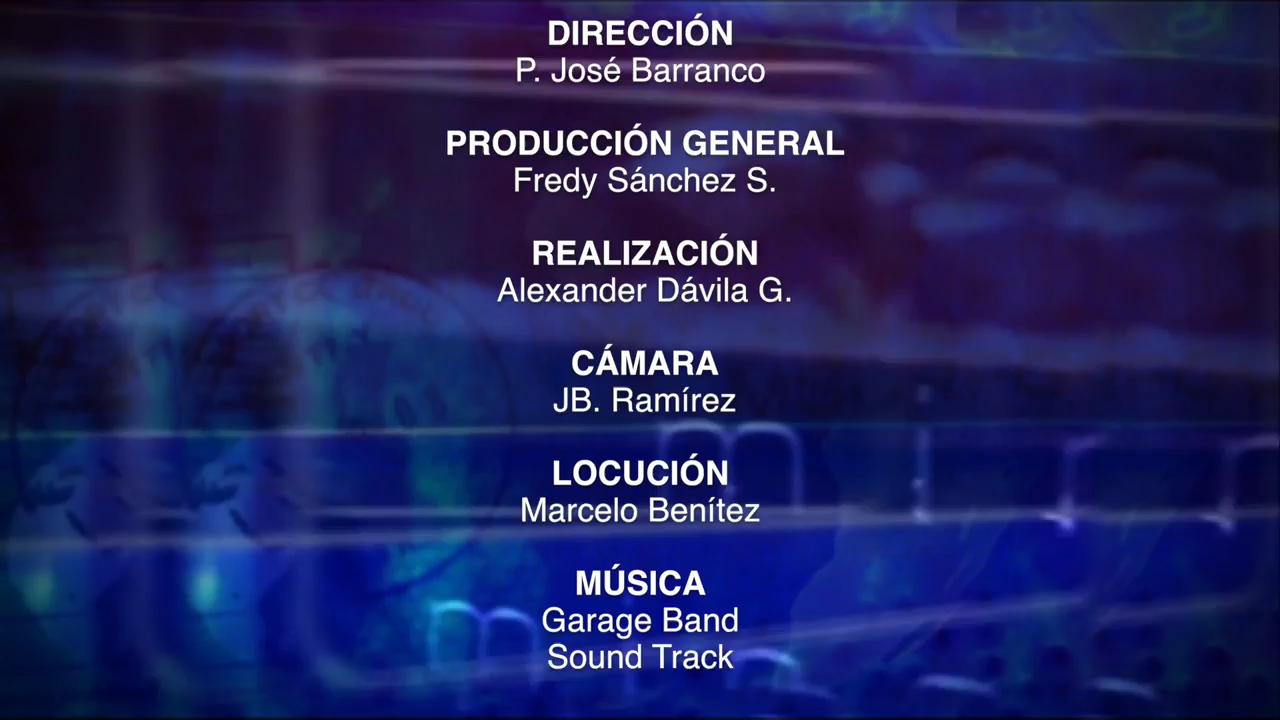 DIRECCIÓN
P. José Barranco
PRODUCCIÓN GENERAL
Fredy Sánchez S.
REALIZACIÓN
Alexander Dávila G.
CÁMARA
JB. Ramírez
LOCUCIÓN
Marcelo Benítez
MÚSICA
Garage Band
Sound Track